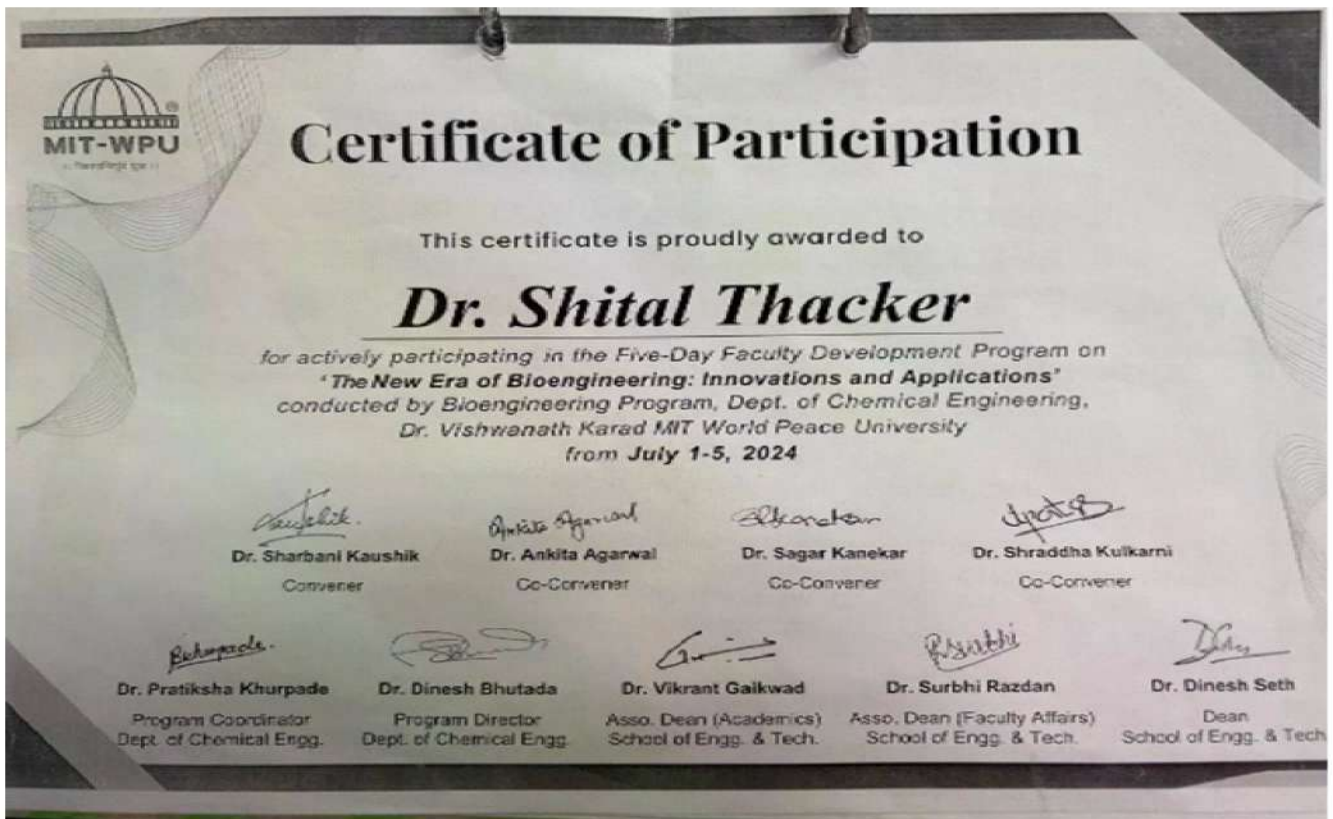 MIT-WPU
®
Certificate of Participation
This certificate is proudly awarded to
Dr. Shital Thacker
for actively participating in the Five-Day Faculty Development Program on
'The New Era of Bioengineering: Innovations and Applications'
conducted by Bioengineering Program, Dept. of Chemical Engineering,
Dr. Vishwanath Karad MIT World Peace University
from July 1-5, 2024
Kaushik.
Ankita Agarwal
Dr. Sharbani Kaushik
Dr. Ankita Agarwal
Dr. Sagar Kanekar
Dr. Shraddha Kulkarni
Convener
Co-Convener
Co-Convener
Co-Convener
Dr. Pratiksha Khurpade
Dr. Dinesh Bhutada
Dr. Vikrant Gaikwad
Dr. Surbhi Razdan
Dr. Dinesh Seth
Program Coordinator
Program Director
Asso. Dean (Academics)
Asso. Dean (Faculty Affairs)
Dean
Dept. of Chemical Engg.
Dept. of Chemical Engg.
School of Engg. & Tech.
School of Engg. & Tech.
School of Engg. & Tech